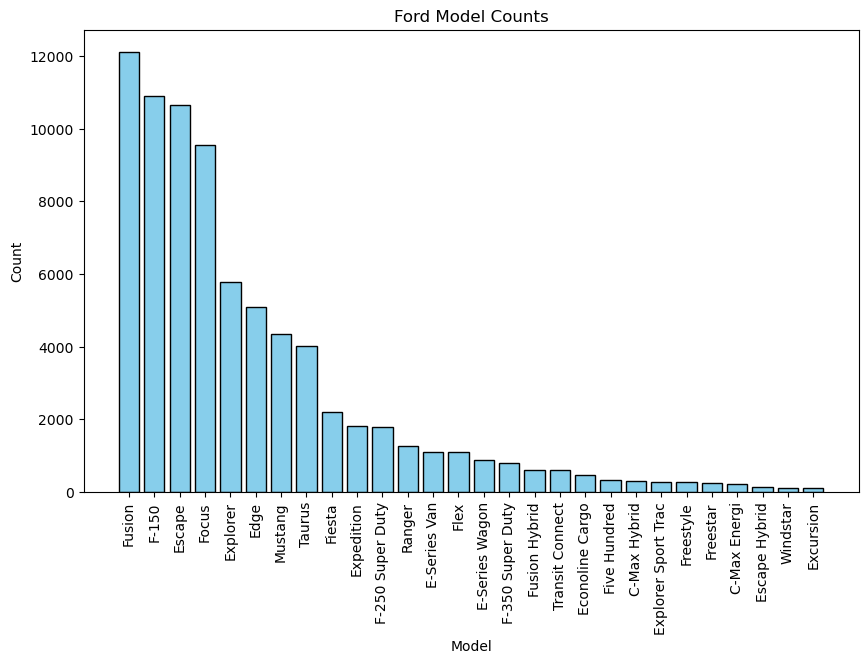 Ford Model Counts
Count
12000
10000
8000
6000
4000
2000
0
Fusion
F-150
Escape
Focus
Explorer
Edge
Mustang
Taurus
Fiesta
Expedition
F-250 Super Duty
Ranger
E-Series Van
Flex
E-Series Wagon
F-350 Super Duty
Fusion Hybrid
Transit Connect
Econoline Cargo
Five Hundred
C-Max Hybrid
Explorer Sport Trac
Freestyle
Freestar
C-Max Energi
Escape Hybrid
Windstar
Excursion
Model